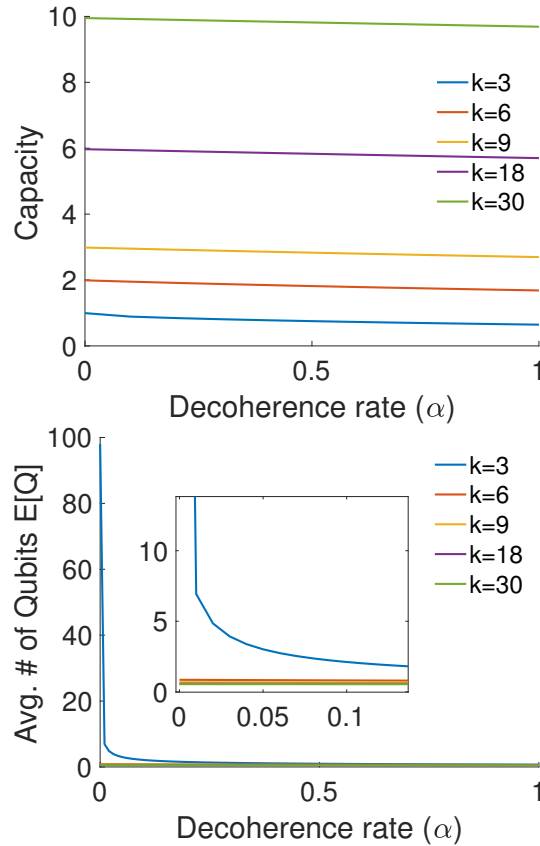 10
8
6
4
2
0
Capacity
k=3
k=6
k=9
k=18
k=30
0
0.5
1
Decoherence rate (α)
100
80
60
40
20
0
Avg. # of Qubits E[Q]
k=3
k=6
k=9
k=18
k=30
10
5
0
0
0.05
0.1
0
0.5
1
Decoherence rate (α)